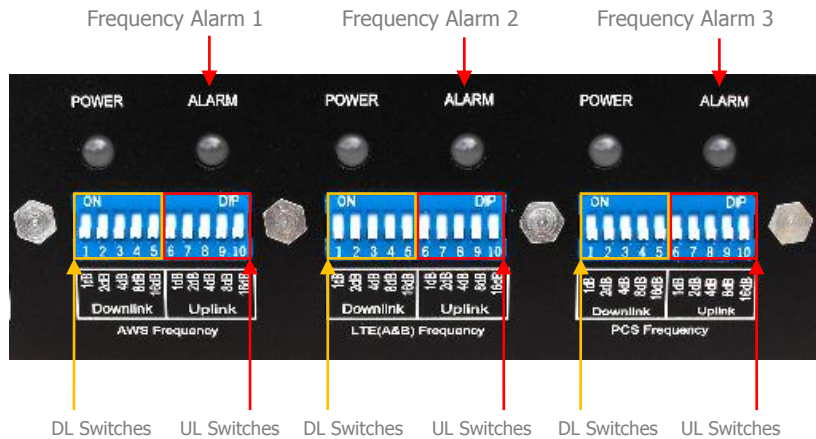 Frequency Alarm 1 Frequency Alarm 2 Frequency Alarm 3
POWER ALARM POWER ALARM POWER ALARM
ON DIP ON DIP ON DIP
1 2 3 4 5 6 7 8 9 10 1 2 3 4 5 6 7 8 9 10 1 2 3 4 5 6 7 8 9 10
1dB 2dB 4dB 8dB 16dB 1dB 2dB 4dB 8dB 16dB 1dB 2dB 4dB 8dB 16dB 1dB 2dB 4dB 8dB 16dB 1dB 2dB 4dB 8dB 16dB 1dB 2dB 4dB 8dB 16dB
Downlink Uplink Downlink Uplink Downlink Uplink
AWS Frequency LTE(A&B) Frequency PCS Frequency
DL Switches UL Switches DL Switches UL Switches DL Switches UL Switches